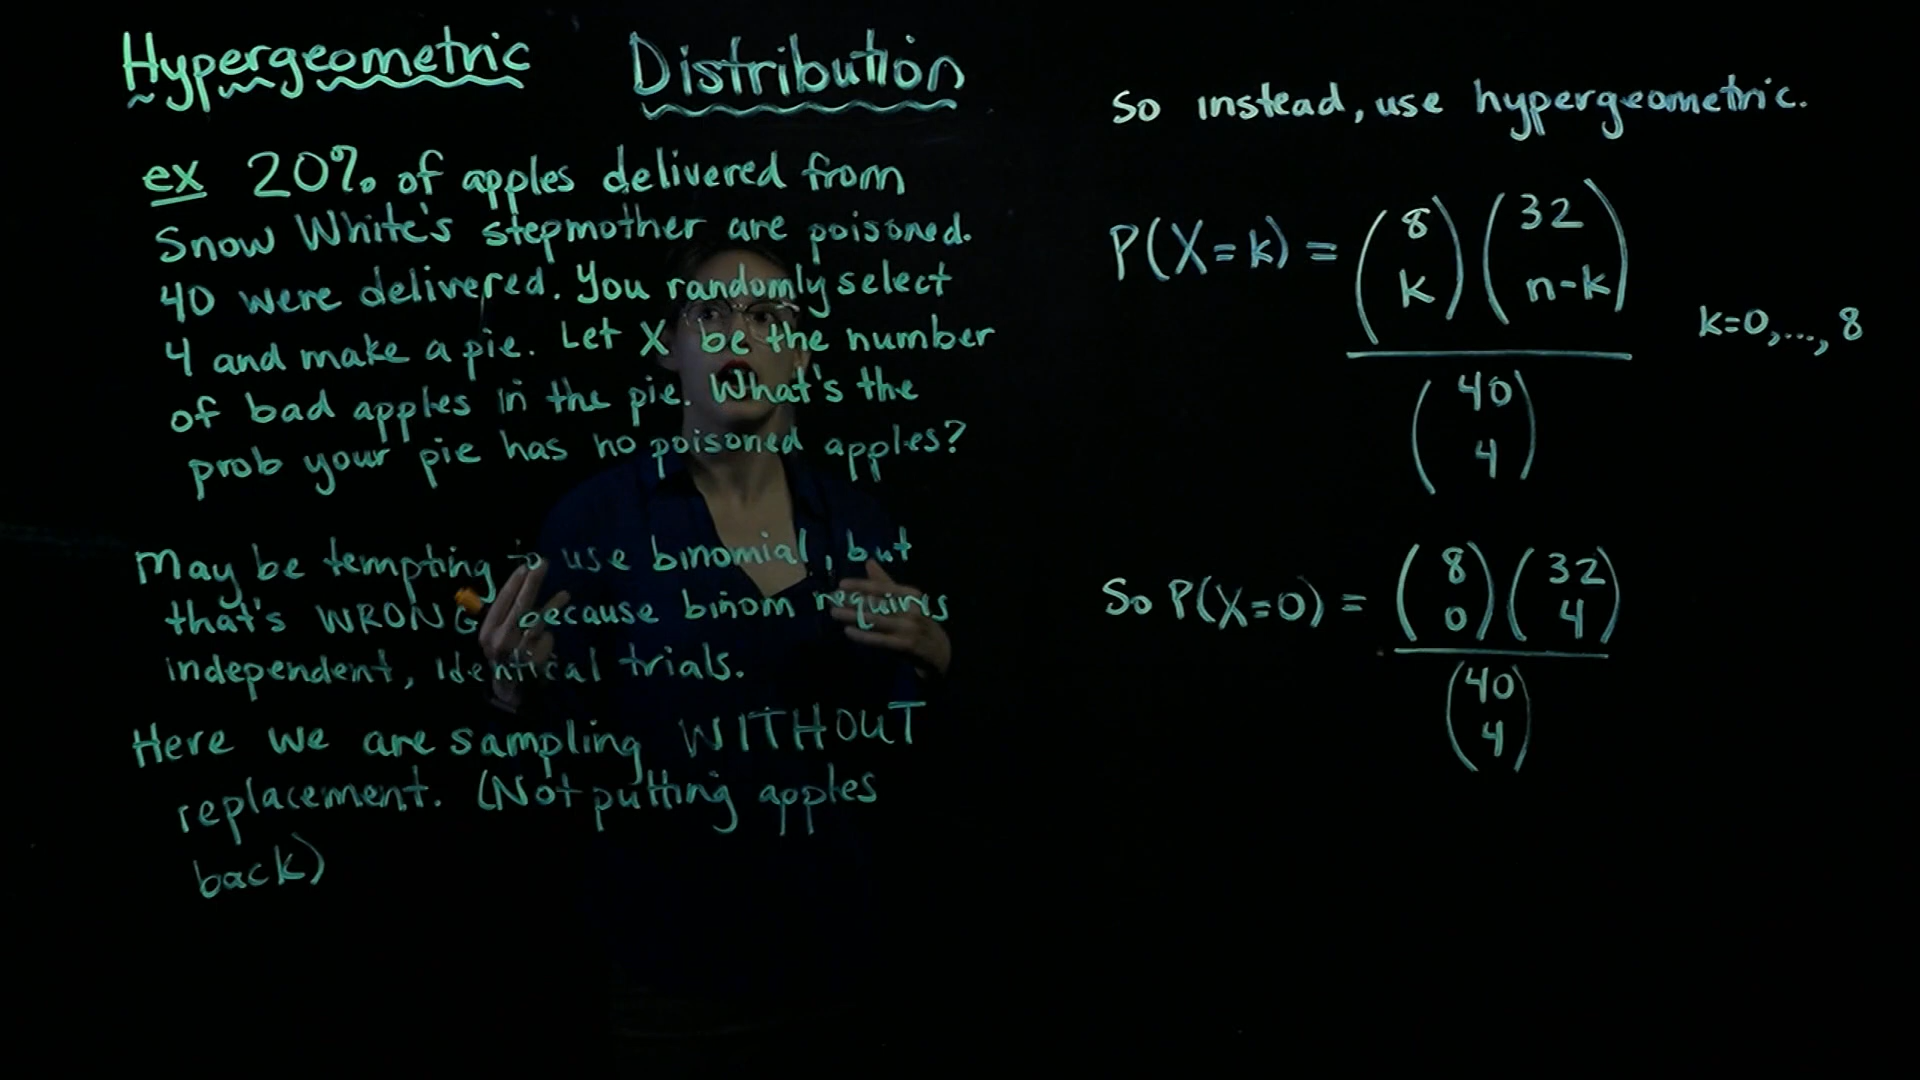 Hypergeometric Distribution
ex 20% of apples delivered from
Snow White's stepmother are poisoned.
40 were delivered. You randomly select
4 and make a pie. Let X be the number
of bad apples in the pie. What's the
prob your pie has no poisoned apples?
May be tempting to use binomial, but
that's WRONG because binom requires
independent, identical trials.
Here we are sampling WITHOUT
replacement. (Not putting apples
back)
So instead, use hypergeometric.
P(X=k) = (8 k) (32 n-k) / (40 4) k=0,..., 8
So P(X=0) = (8 0) (32 4) / (40 4)